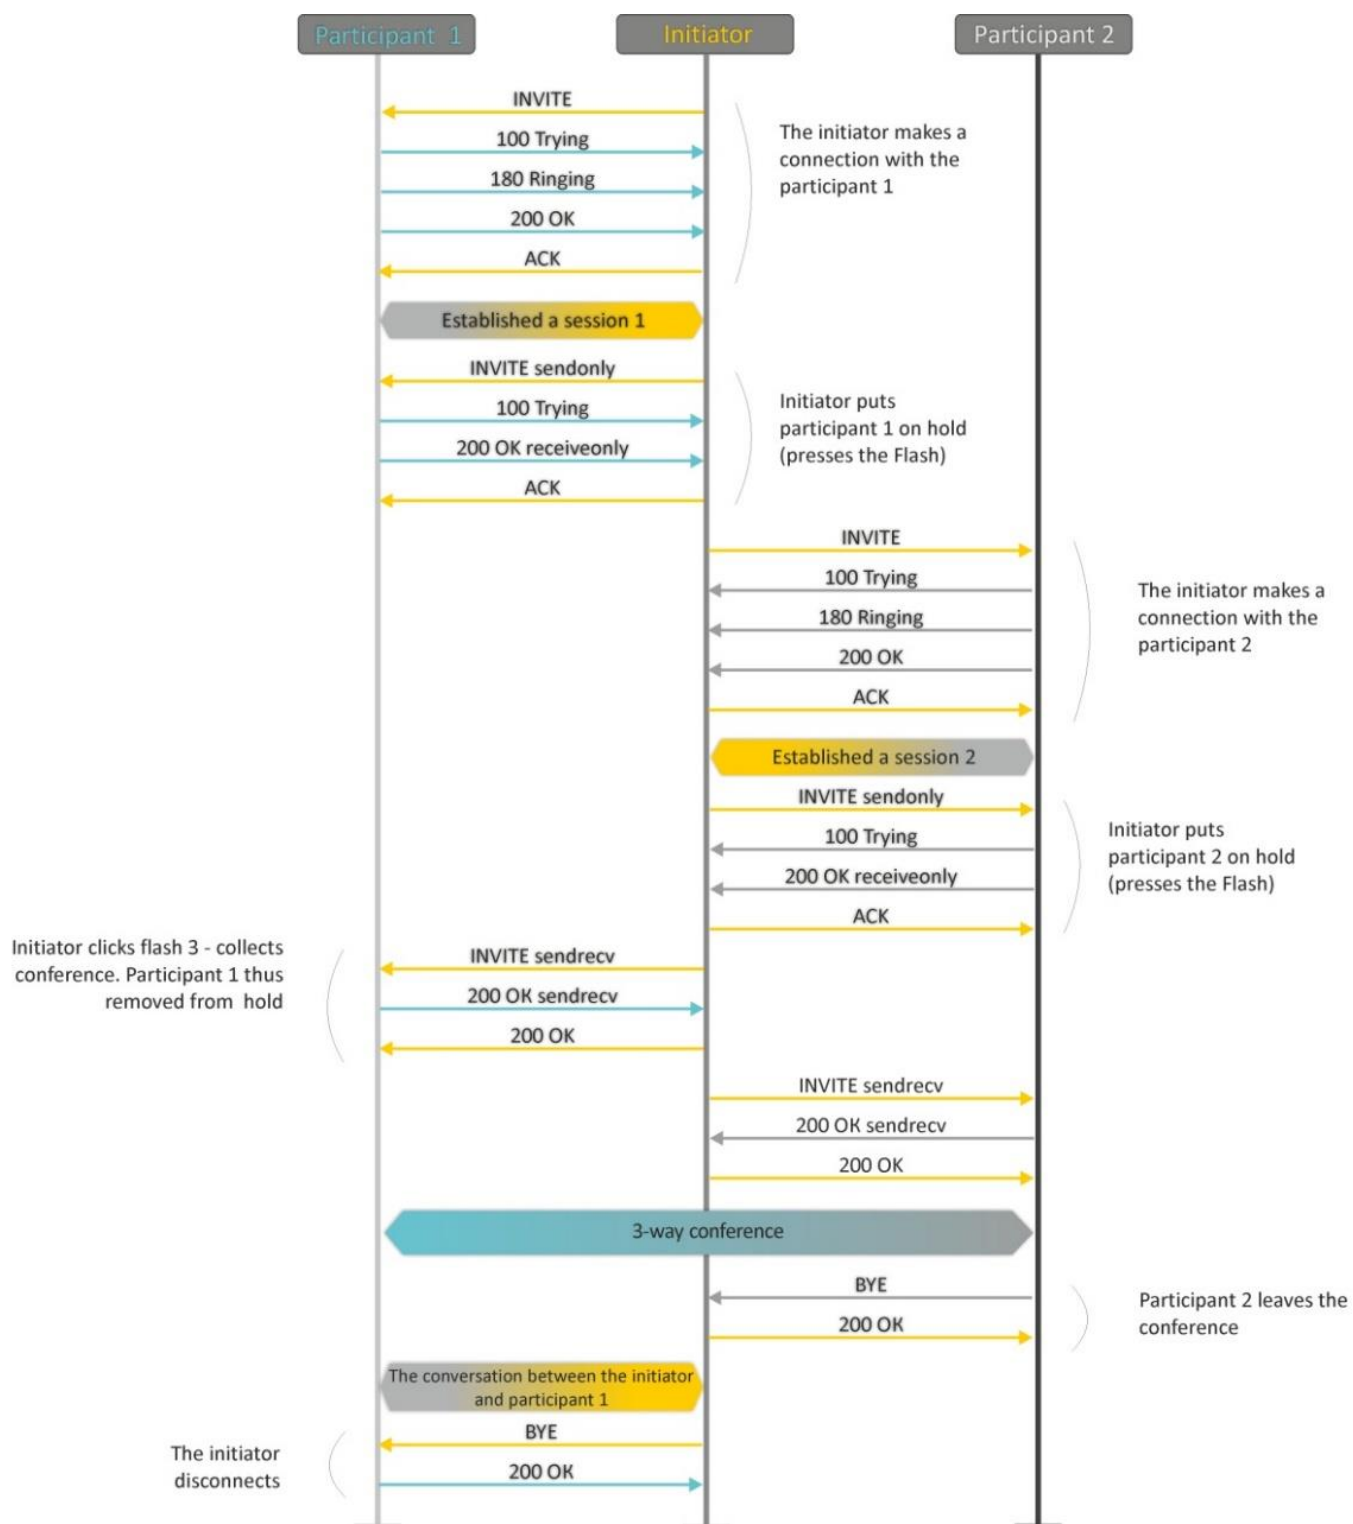 Participant 1
Initiator
Participant 2
INVITE
100 Trying
180 Ringing
200 OK
ACK
The initiator makes a
connection with the
participant 1
Established a session 1
INVITE sendonly
100 Trying
200 OK receiveonly
ACK
Initiator puts
participant 1 on hold
(presses the Flash)
INVITE
100 Trying
180 Ringing
200 OK
ACK
The initiator makes a
connection with the
participant 2
Established a session 2
INVITE sendonly
100 Trying
200 OK receiveonly
ACK
Initiator puts
participant 2 on hold
(presses the Flash)
Initiator clicks flash 3 - collects
conference. Participant 1 thus
removed from hold
INVITE sendrecv
200 OK sendrecv
200 OK
INVITE sendrecv
200 OK sendrecv
200 OK
3-way conference
BYE
200 OK
Participant 2 leaves the
conference
The conversation between the initiator
and participant 1
BYE
200 OK
The initiator
disconnects